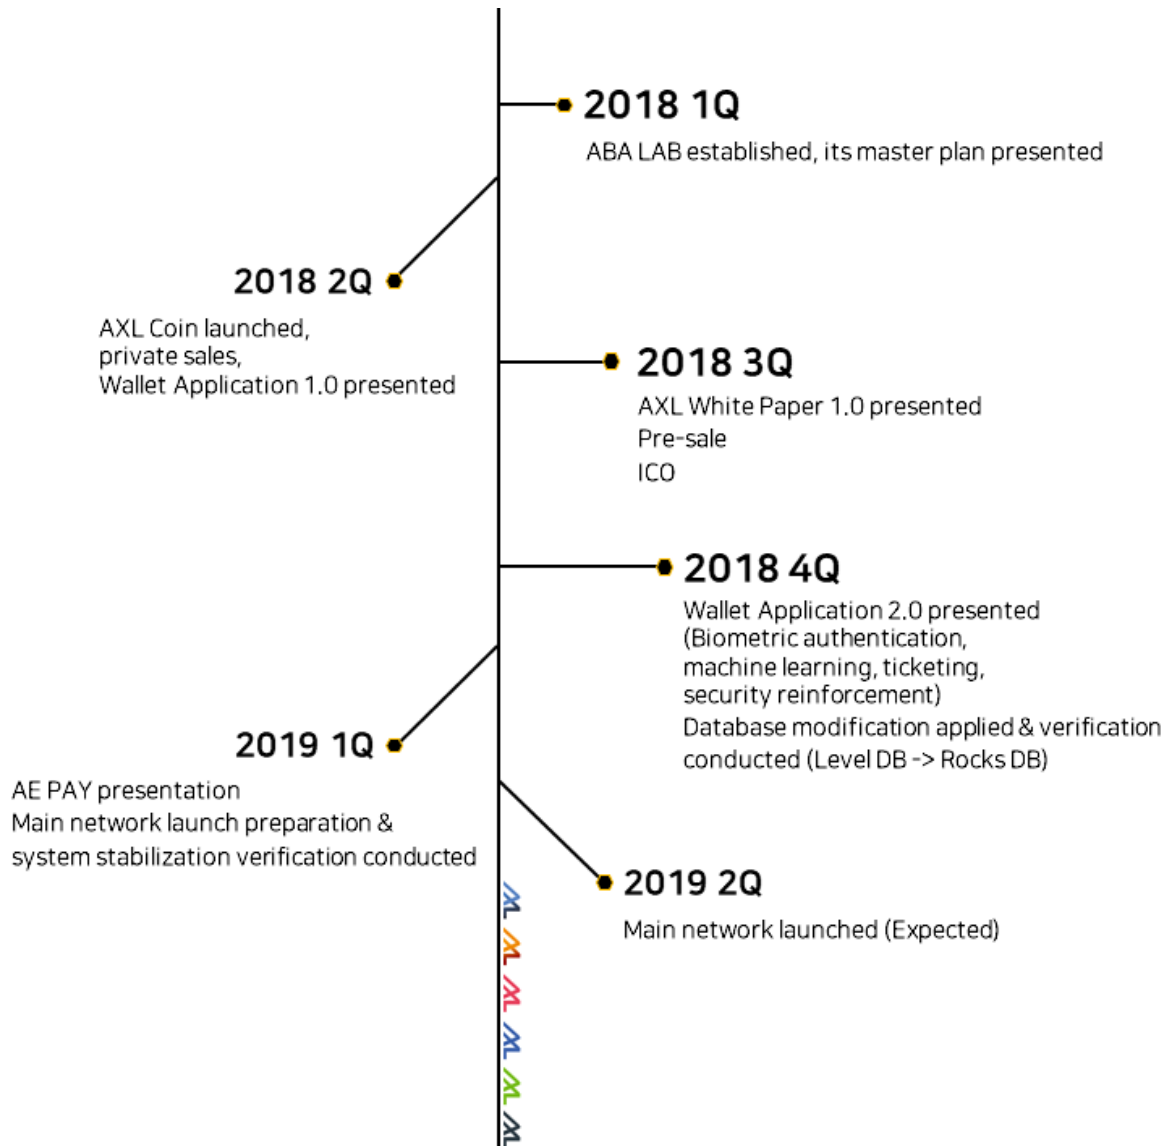 2018 1Q
ABA LAB established, its master plan presented
2018 2Q
AXL Coin launched,
private sales,
Wallet Application 1.0 presented
2018 3Q
AXL White Paper 1.0 presented
Pre-sale
ICO
2018 4Q
Wallet Application 2.0 presented
(Biometric authentication,
machine learning, ticketing,
security reinforcement)
Database modification applied & verification
conducted (Level DB -> Rocks DB)
2019 1Q
AE PAY presentation
Main network launch preparation &
system stabilization verification conducted
2019 2Q
Main network launched (Expected)
AXL
AXL
AXL
AXL
AXL
AXL